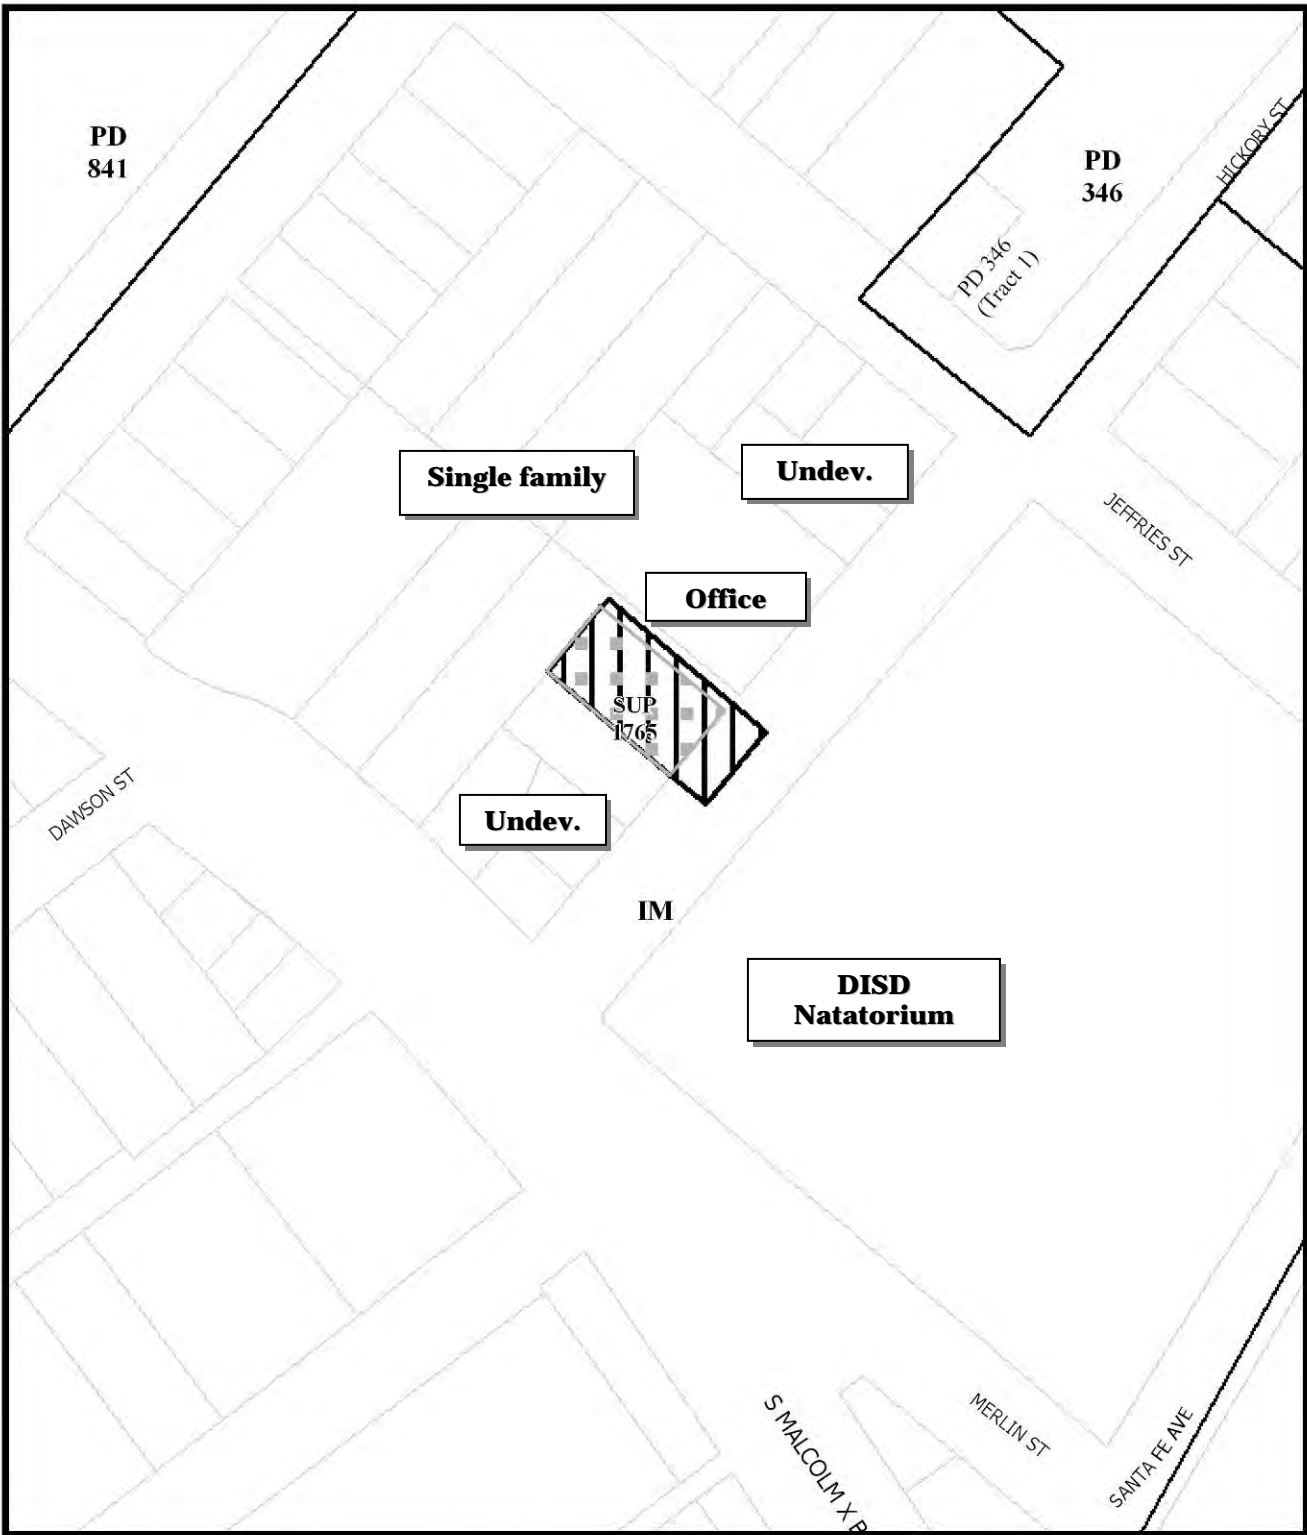 PD
841
PD
346
HICKORY ST
PD 346
(Tract 1)
Single family
Undev.
JEFFRIES ST
Office
SUP
1765
DAWSON ST
Undev.
IM
DISD
Natatorium
S MALCOLM X B
MERLIN ST
SANTA FE AVE